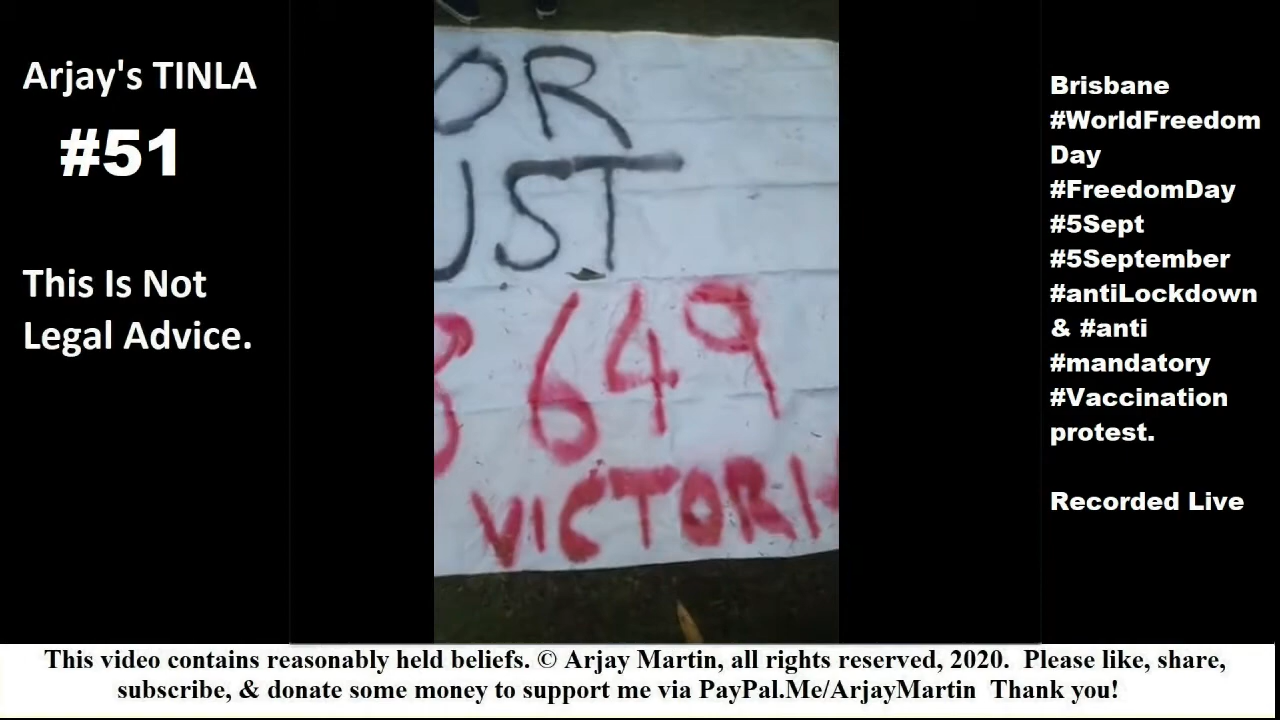 Arjay's TINLA
#51
This Is Not
Legal Advice.
OR
UST
3 649
VICTORI
Brisbane
#WorldFreedom
Day
#FreedomDay
#5Sept
#5September
#antiLockdown
& #anti
#mandatory
#Vaccination
protest.
Recorded Live
This video contains reasonably held beliefs. © Arjay Martin, all rights reserved, 2020. Please like, share,
subscribe, & donate some money to support me via PayPal.Me/ArjayMartin Thank you!